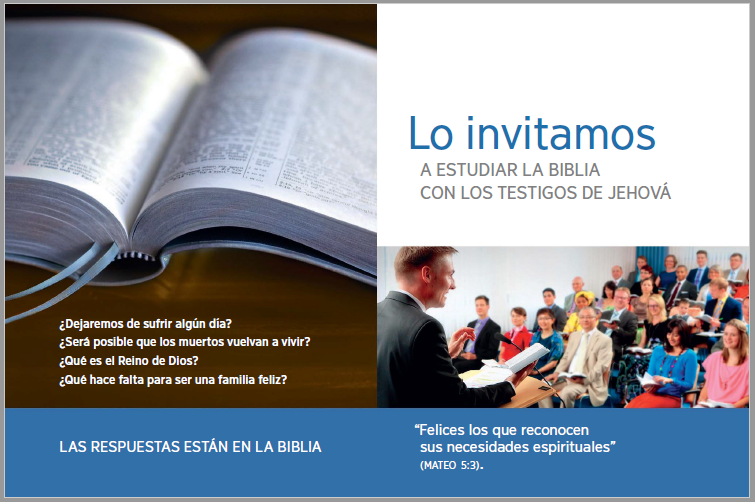 ¿Dejaremos de sufrir algún día?
¿Será posible que los muertos vuelvan a vivir?
¿Qué es el Reino de Dios?
¿Qué hace falta para ser una familia feliz?
LAS RESPUESTAS ESTÁN EN LA BIBLIA
Lo invitamos
A ESTUDIAR LA BIBLIA
CON LOS TESTIGOS DE JEHOVÁ
“Felices los que reconocen
sus necesidades espirituales”
(MATEO 5:3).